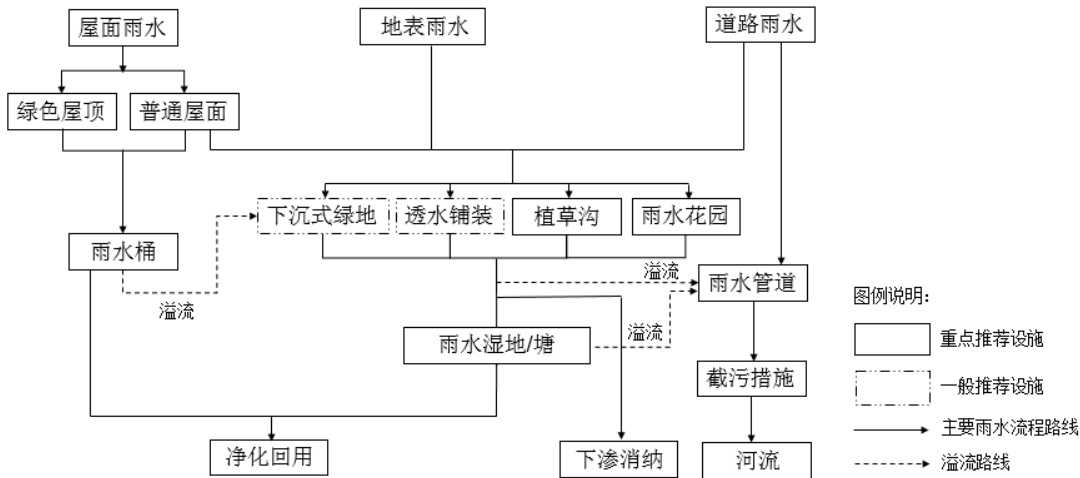 屋面雨水
地表雨水
道路雨水
绿色屋顶
普通屋面
下沉式绿地
透水铺装
植草沟
雨水花园
雨水桶
溢流
溢流
雨水管道
溢流
雨水湿地/塘
截污措施
净化回用
下渗消纳
河流
图例说明：
重点推荐设施
一般推荐设施
主要雨水流程路线
溢流路线